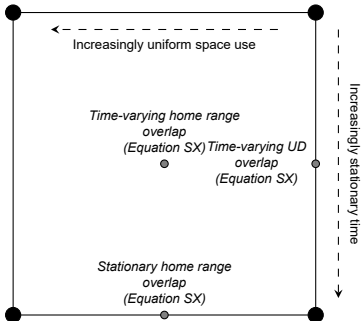 Increasingly uniform space use
Increasingly stationary time
Time-varying home range
overlap
(Equation SX)
Time-varying UD
overlap
(Equation SX)
Stationary home range
overlap
(Equation SX)